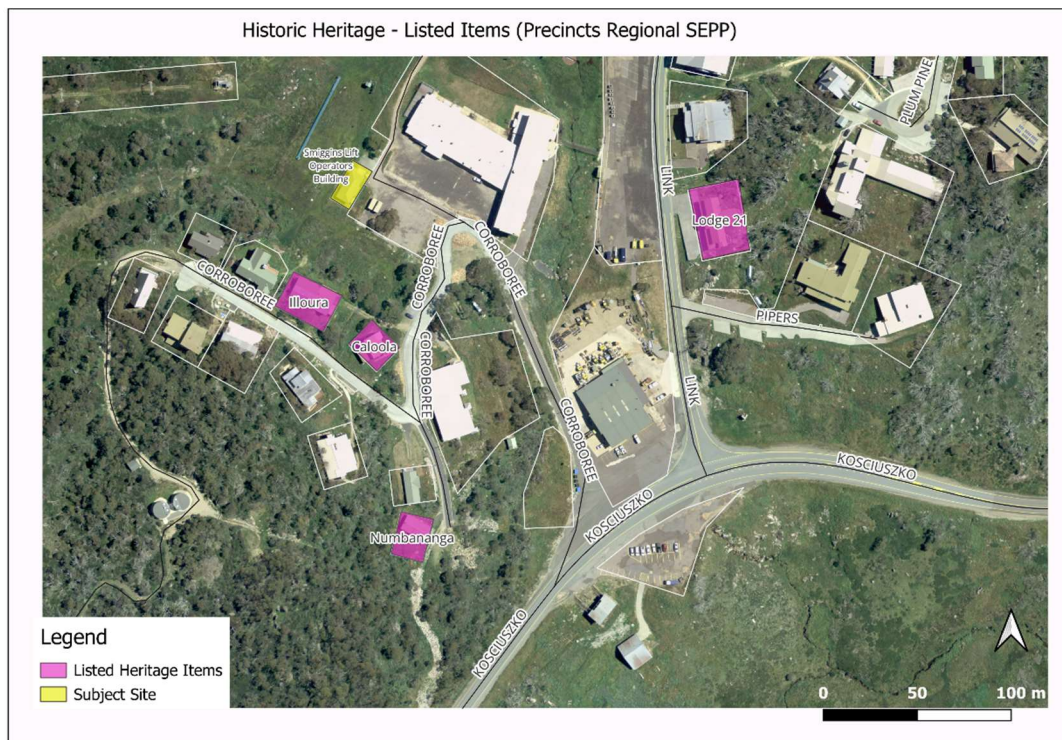 Historic Heritage - Listed Items (Precincts Regional SEPP)
PLUM PINE
Smiggins Lift
Operators
Building
LINK
Lodge 21
CORROBOREE
CORROBOREE
CORROBOREE
Illoura
PIPERS
Caloola
CORROBOREE
LINK
CORROBOREE
KOSCIUSZKO
KOSCIUSZKO
Numbananga
KOSCIUSZKO
Legend
Listed Heritage Items
Subject Site
0 50 100 m